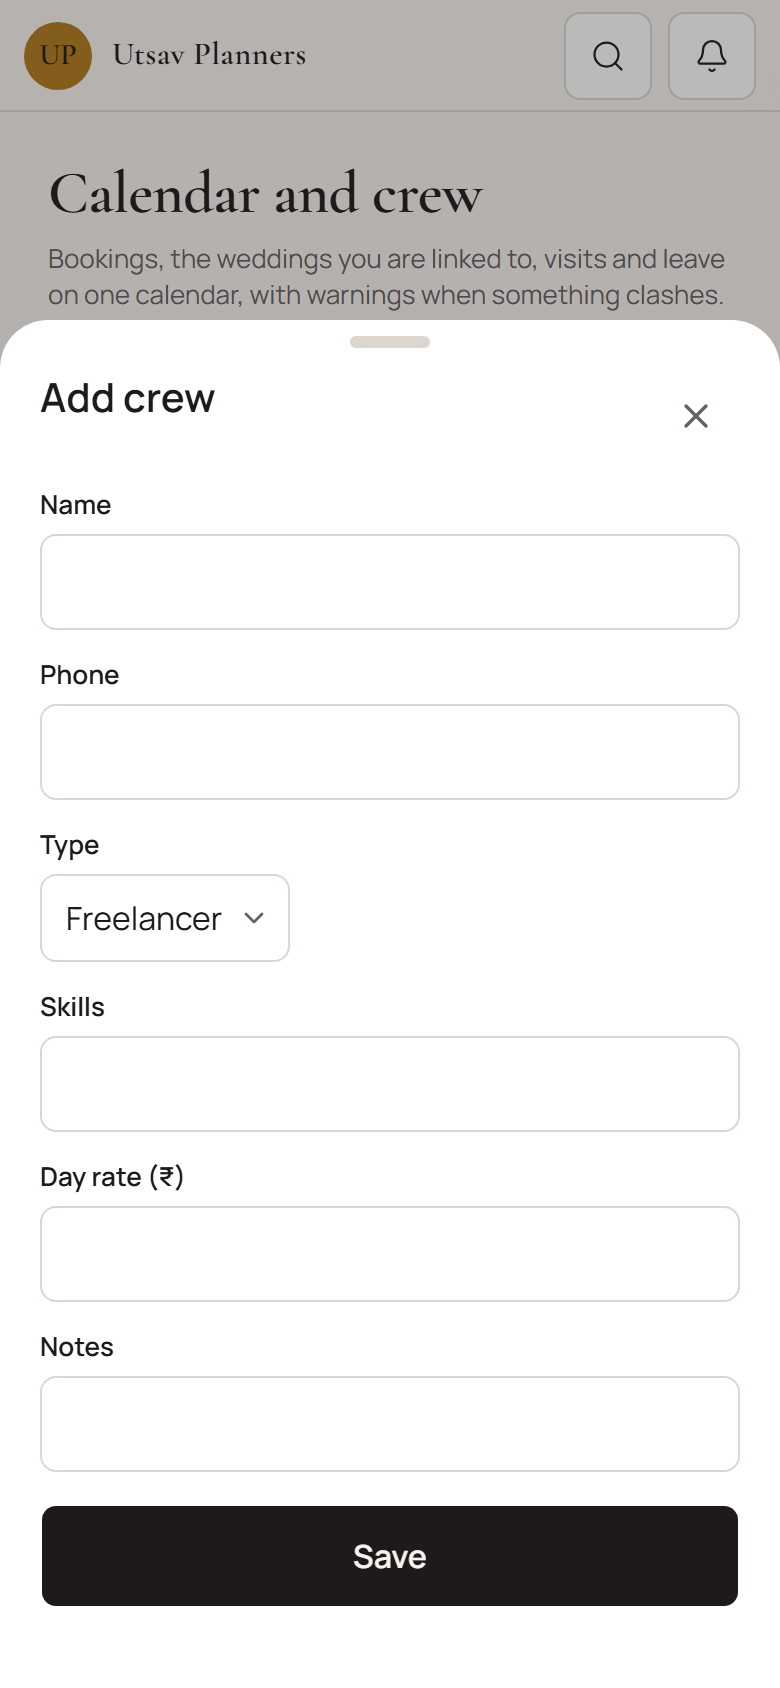 UP
Utsav Planners
Calendar and crew
Bookings, the weddings you are linked to, visits and leave
on one calendar, with warnings when something clashes.
Add crew
Name
Phone
Type
Freelancer
Skills
Day rate (₹)
Notes
Save